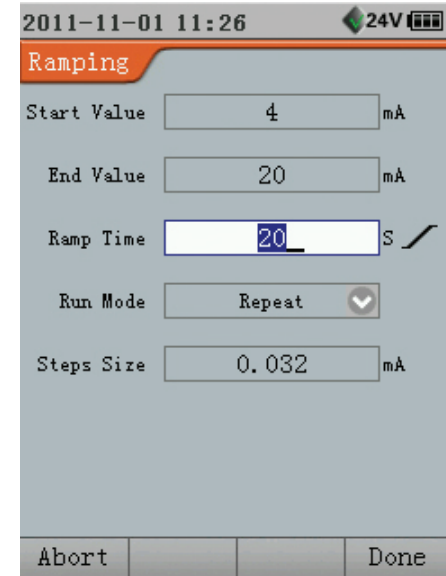 2011-11-01 11:26 24V
Ramping
Start Value 4 mA
End Value 20 mA
Ramp Time 20 S
Run Mode Repeat
Steps Size 0.032 mA
Abort Done